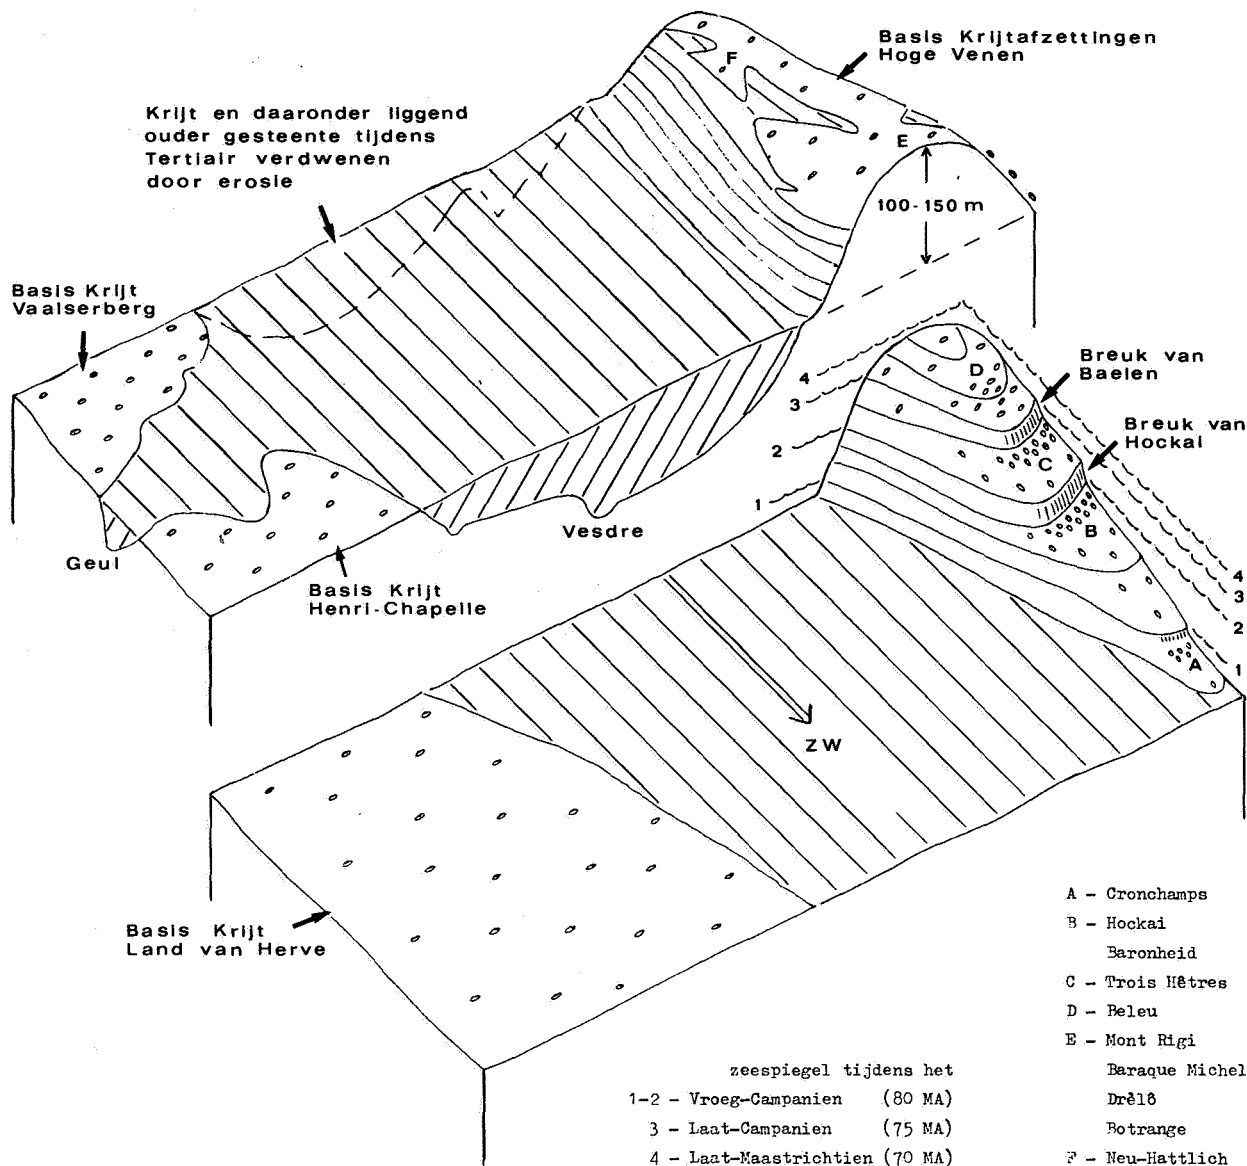 Basis Krijtafzettingen
Hoge Venen
Krijt en daaronder liggend
ouder gesteente tijdens
Tertiair verdwenen
door erosie
F
E
100-150 m
Basis Krijt
Vaalserberg
Breuk van
Baelen
Breuk van
Hockai
4
3
2
1
D
C
B
A
Geul
Vesdre
Basis Krijt
Henri-Chapelle
4
3
2
1
ZW
Basis Krijt
Land van Herve
A - Cronchamps
B - Hockai
Baronheid
C - Trois Hêtres
D - Beleu
E - Mont Rigi
Baraque Michel
Drêlô
Botrange
F - Neu-Hattlich
zeespiegel tijdens het
1-2 - Vroeg-Campanien (80 MA)
3 - Laat-Campanien (75 MA)
4 - Laat-Maastrichtien (70 MA)